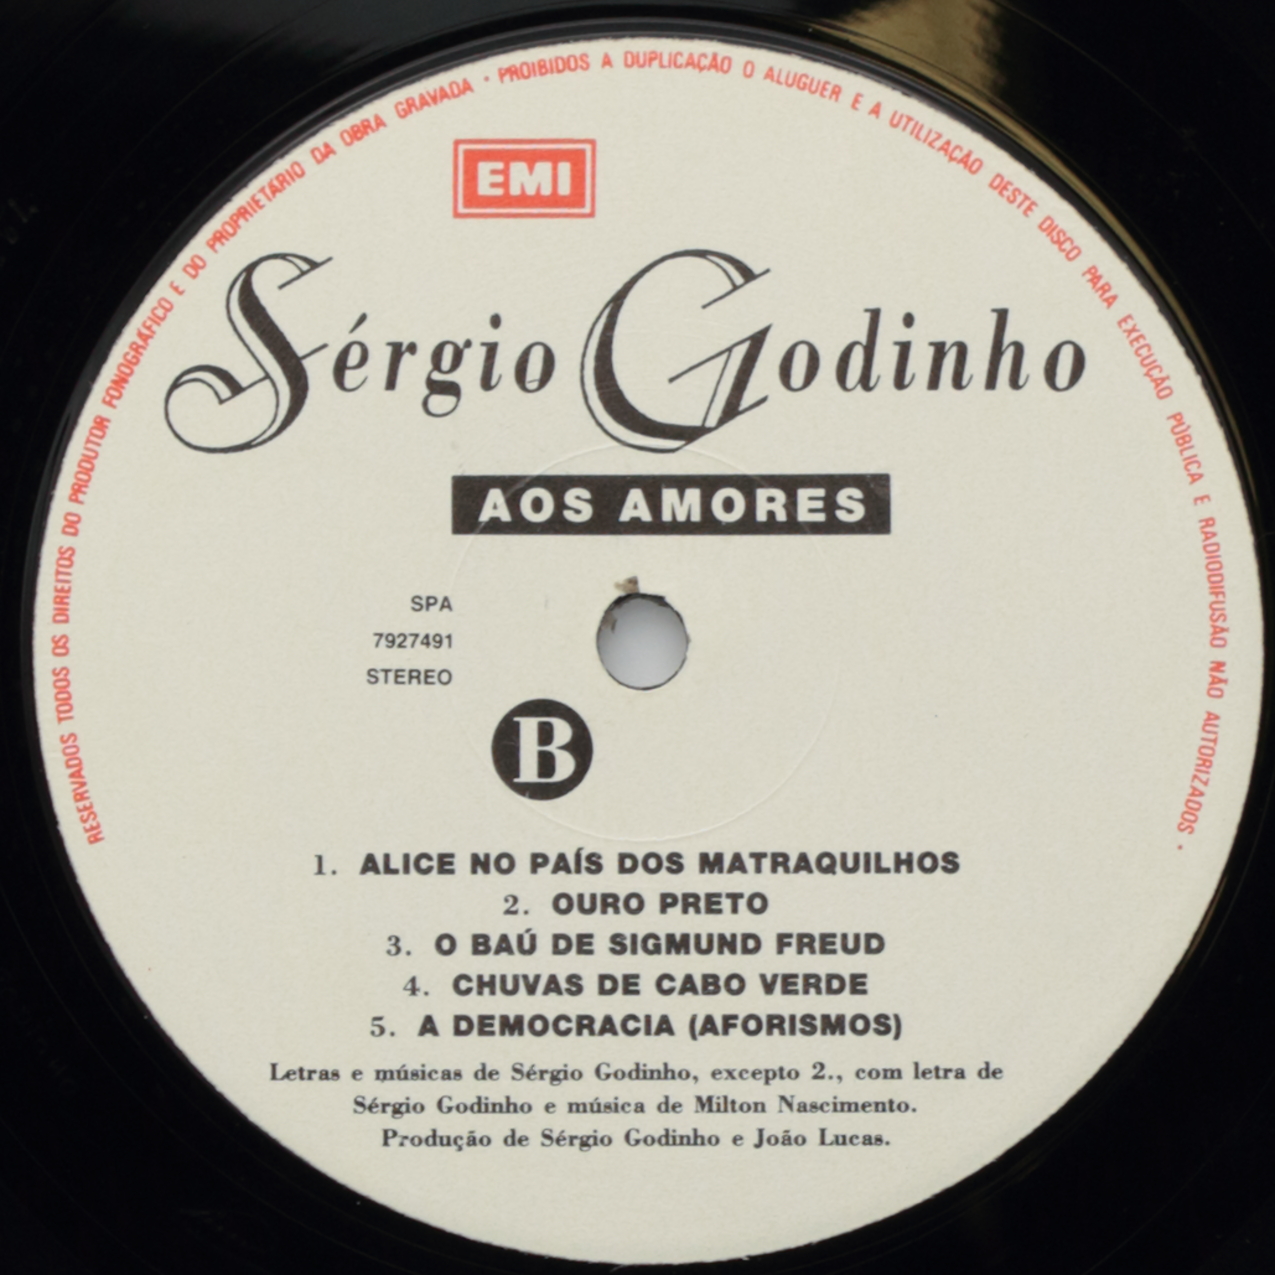 RESERVADOS TODOS OS DIREITOS DO PRODUTOR FONOGRÁFICO E DO PROPRIETÁRIO DA OBRA GRAVADA · PROIBIDOS A DUPLICAÇÃO O ALUGUER E A UTILIZAÇÃO DESTE DISCO PARA EXECUÇÃO PÚBLICA E RADIODIFUSÃO NÃO AUTORIZADOS ·
EMI
Sérgio Godinho
AOS AMORES
SPA
7927491
STEREO
B
1. ALICE NO PAÍS DOS MATRAQUILHOS
2. OURO PRETO
3. O BAÚ DE SIGMUND FREUD
4. CHUVAS DE CABO VERDE
5. A DEMOCRACIA (AFORISMOS)
Letras e músicas de Sérgio Godinho, excepto 2., com letra de
Sérgio Godinho e música de Milton Nascimento.
Produção de Sérgio Godinho e João Lucas.